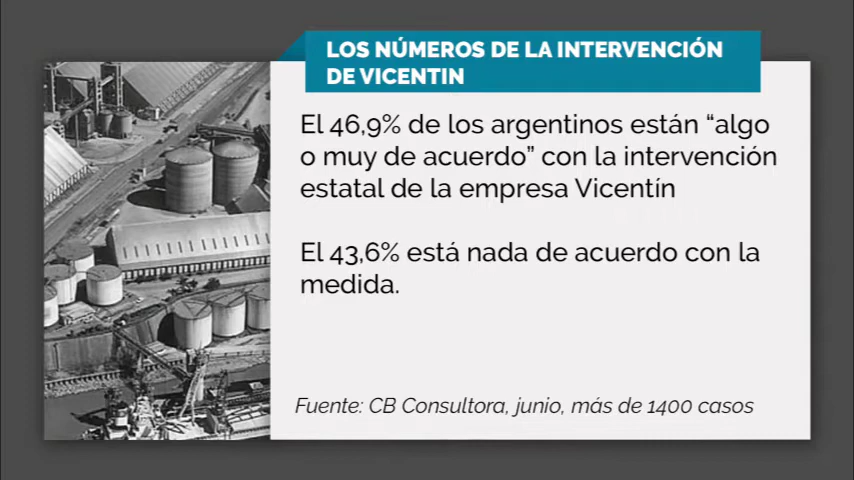 LOS NÚMEROS DE LA INTERVENCIÓN
DE VICENTIN
El 46,9% de los argentinos están “algo
o muy de acuerdo” con la intervención
estatal de la empresa Vicentín
El 43,6% está nada de acuerdo con la
medida.
Fuente: CB Consultora, junio, más de 1400 casos